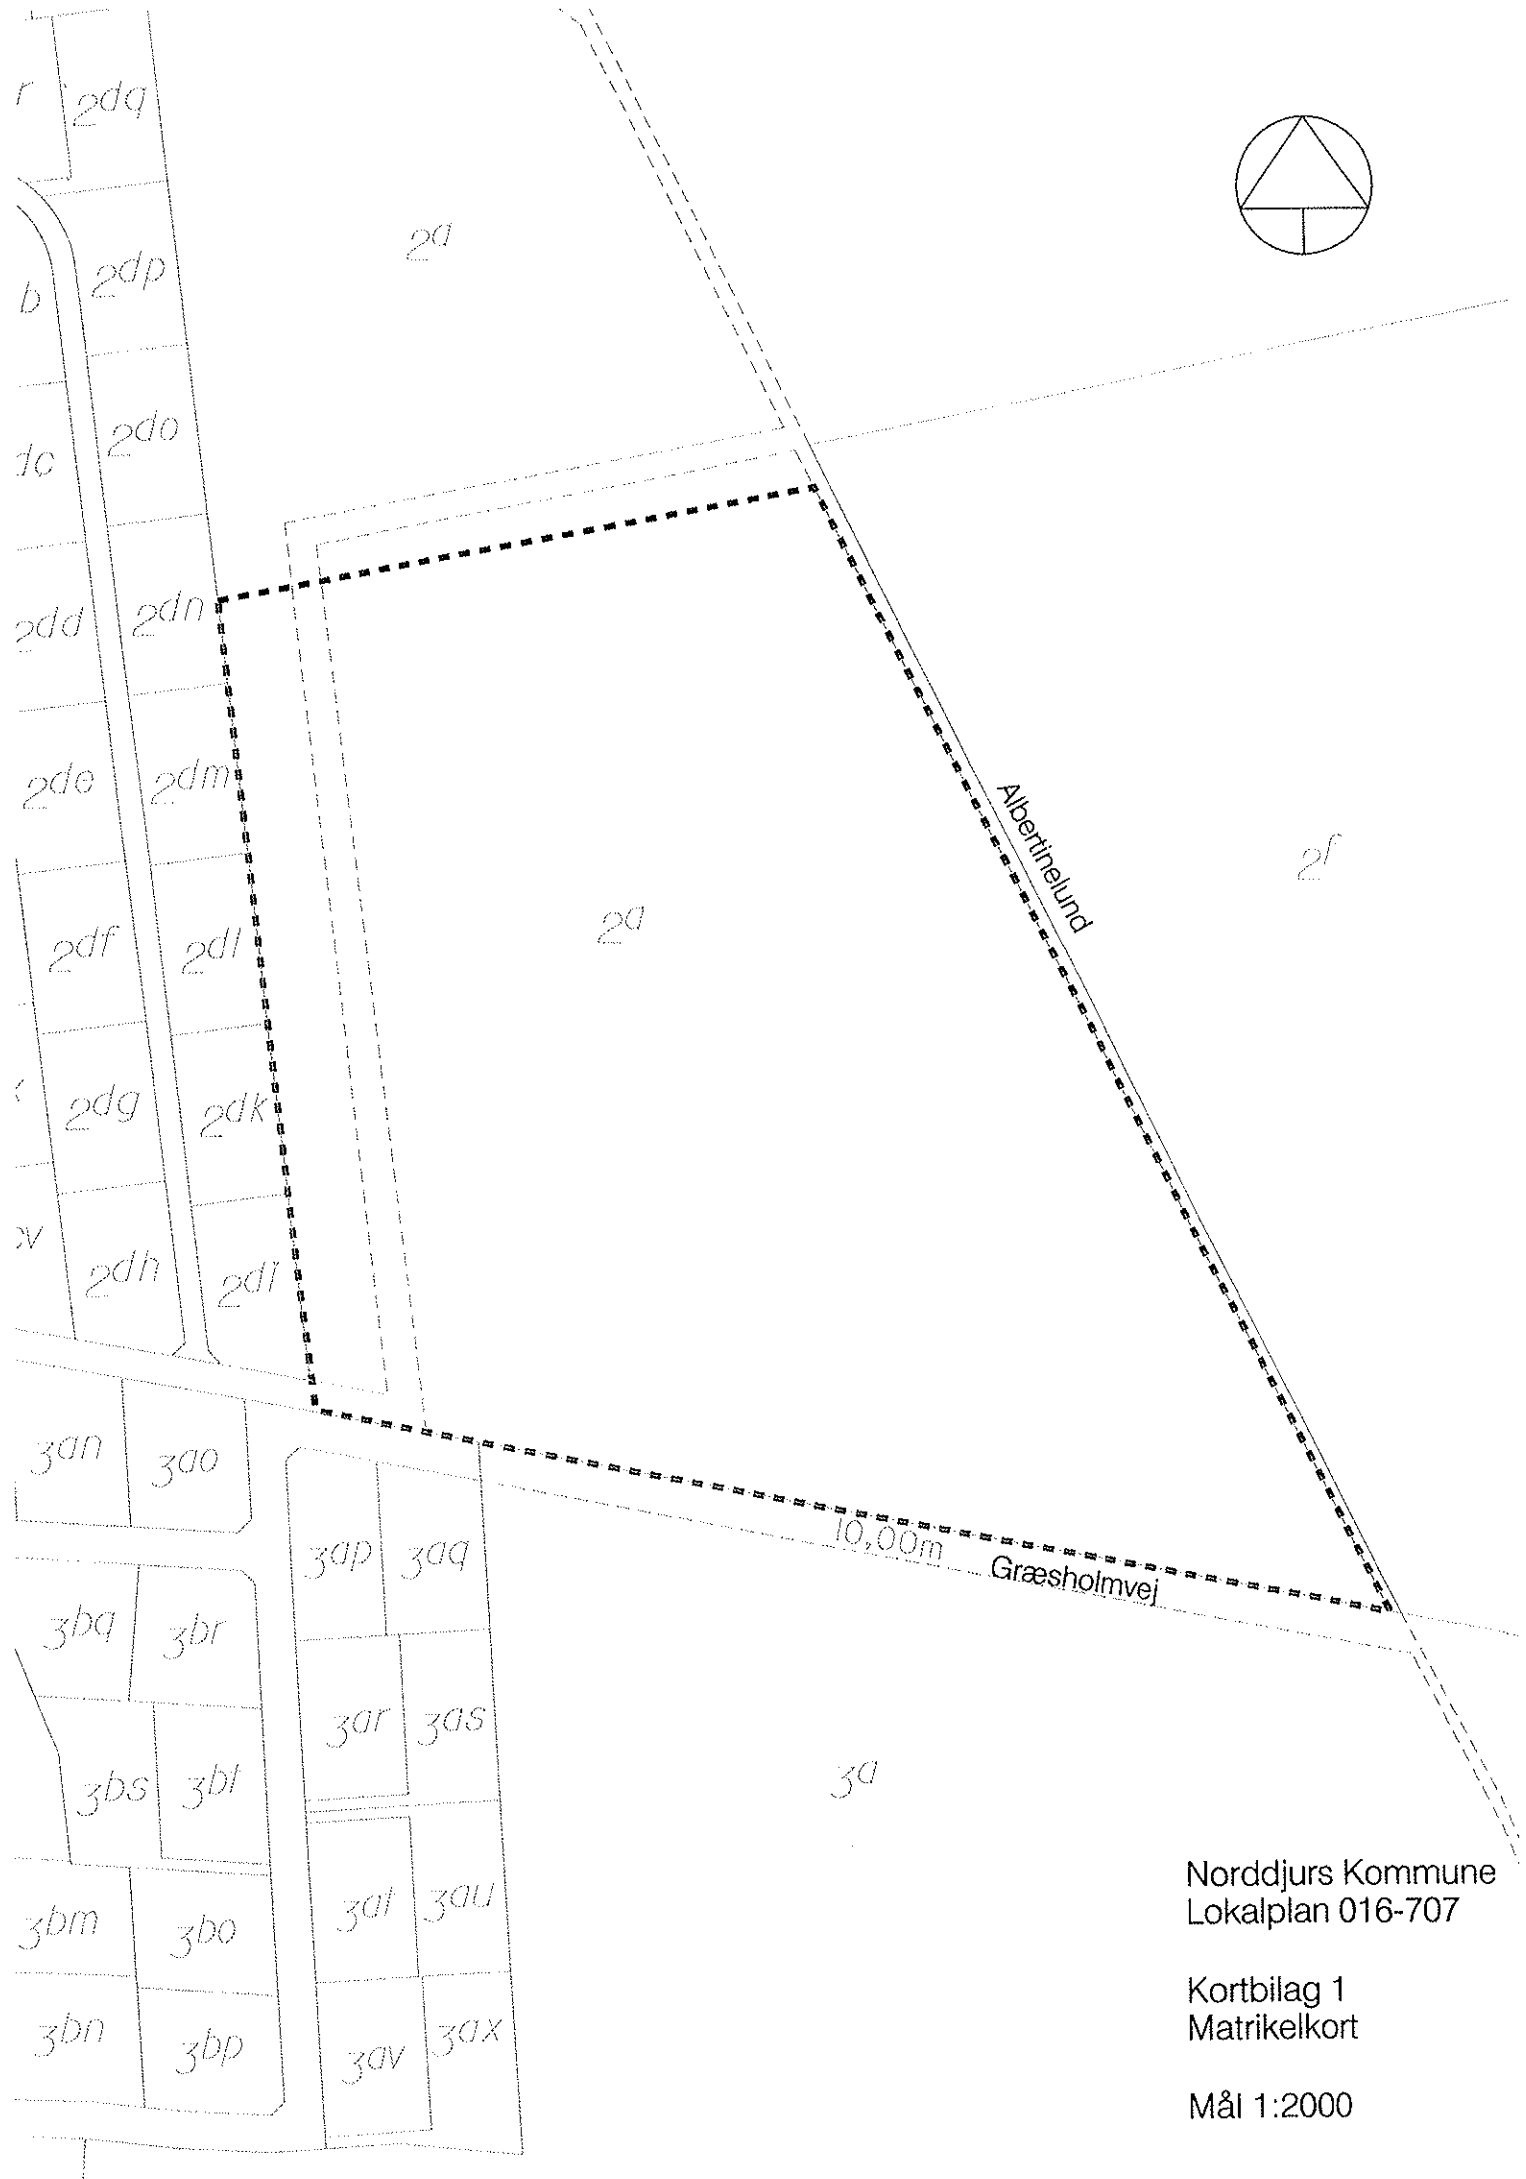 r
2dq
2dp
2a
b
2do
dc
2dn
2dd
2dm
2de
Albertinelund
2f
2a
2df
2dl
2dg
2dk
2dh
2di
3an
3ao
10,00m
Græsholmvej
3ap
3aq
3bq
3br
3ar
3as
3bs
3bt
3a
Norddjurs Kommune
Lokalplan 016-707
3at
3au
3bm
3bo
Kortbilag 1
Matrikelkort
3bn
3bp
3av
3ax
Mål 1:2000